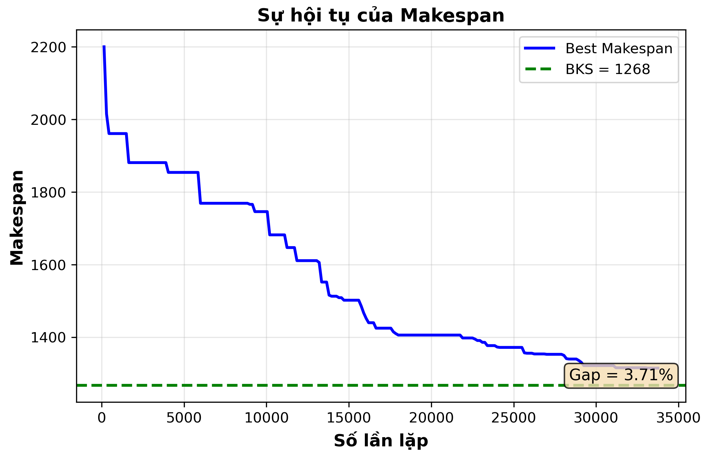 Sự hội tụ của Makespan
Best Makespan
BKS = 1268
Makespan
2200
2000
1800
1600
1400
Gap = 3.71%
0
5000
10000
15000
20000
25000
30000
35000
Số lần lặp